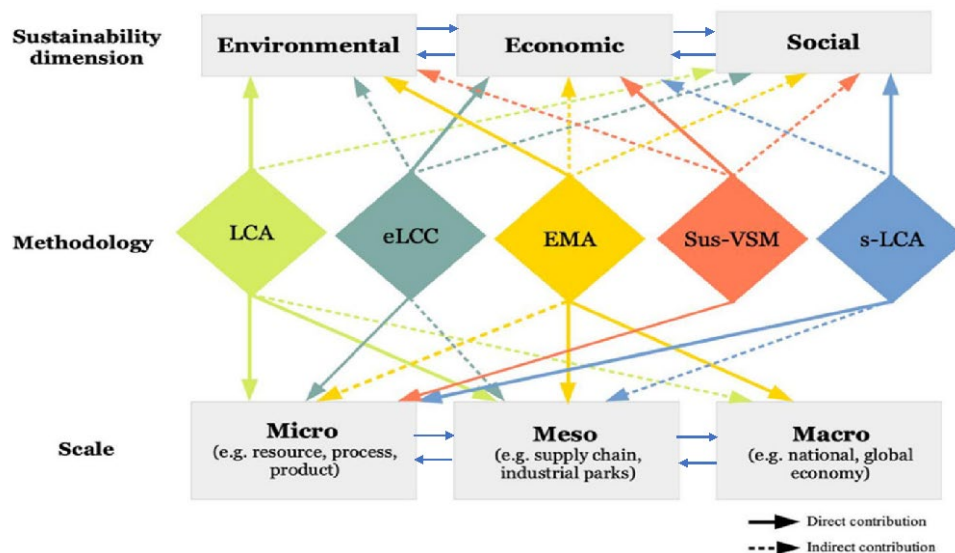 Sustainability
dimension
Environmental
Economic
Social
Methodology
LCA
eLCC
EMA
Sus-VSM
s-LCA
Scale
Micro
(e.g. resource, process,
product)
Meso
(e.g. supply chain,
industrial parks)
Macro
(e.g. national, global
economy)
Direct contribution
Indirect contribution